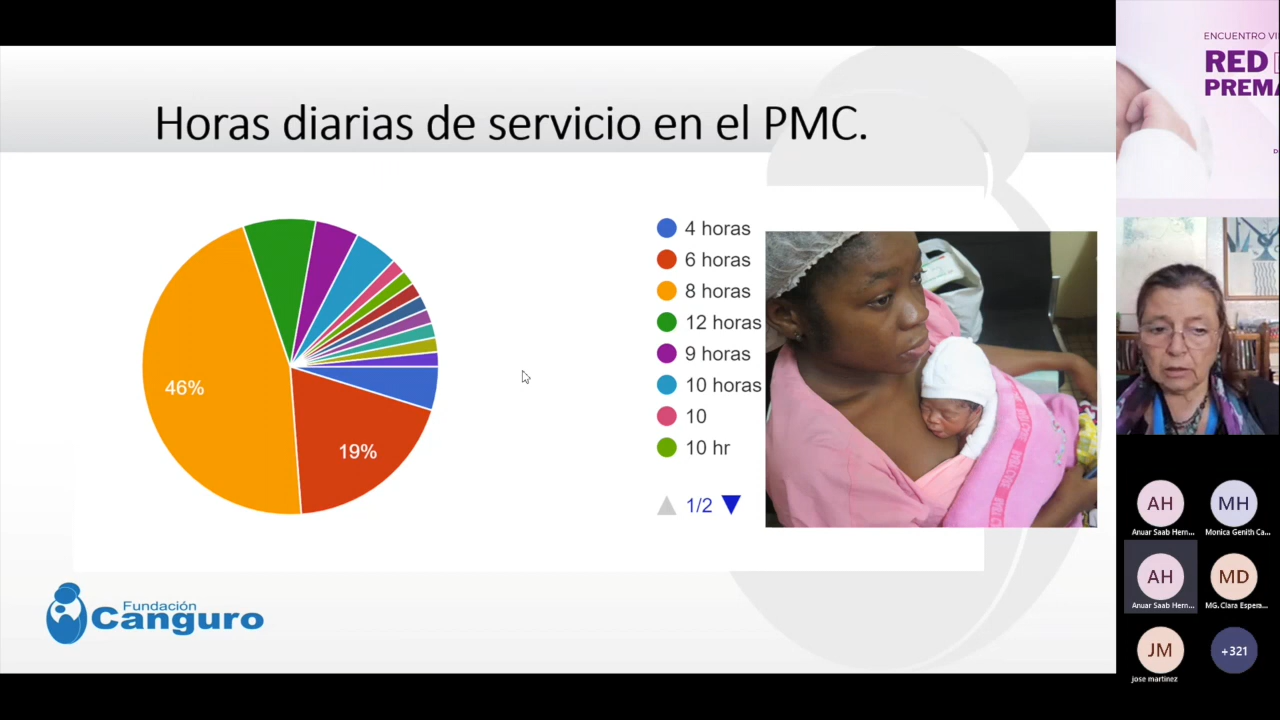 Horas diarias de servicio en el PMC.
46%
19%
4 horas
6 horas
8 horas
12 horas
9 horas
10 horas
10
10 hr
1/2
Fundación
Canguro
ENCUENTRO VI
RED
PREMA
AH
Anuar Saab Hern...
MH
Monica Genith Ca...
AH
Anuar Saab Hern...
MD
MG. Clara Espera...
JM
jose martinez
+321